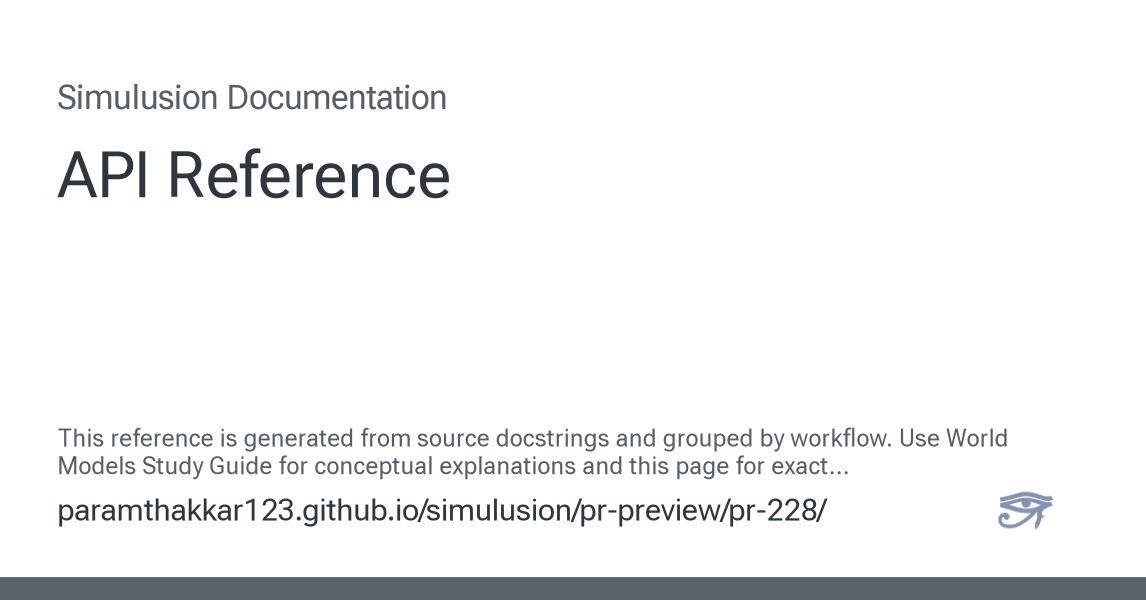 Simulusion Documentation
API Reference
This reference is generated from source docstrings and grouped by workflow. Use World
Models Study Guide for conceptual explanations and this page for exact...
paramthakkar123.github.io/simulusion/pr-preview/pr-228/